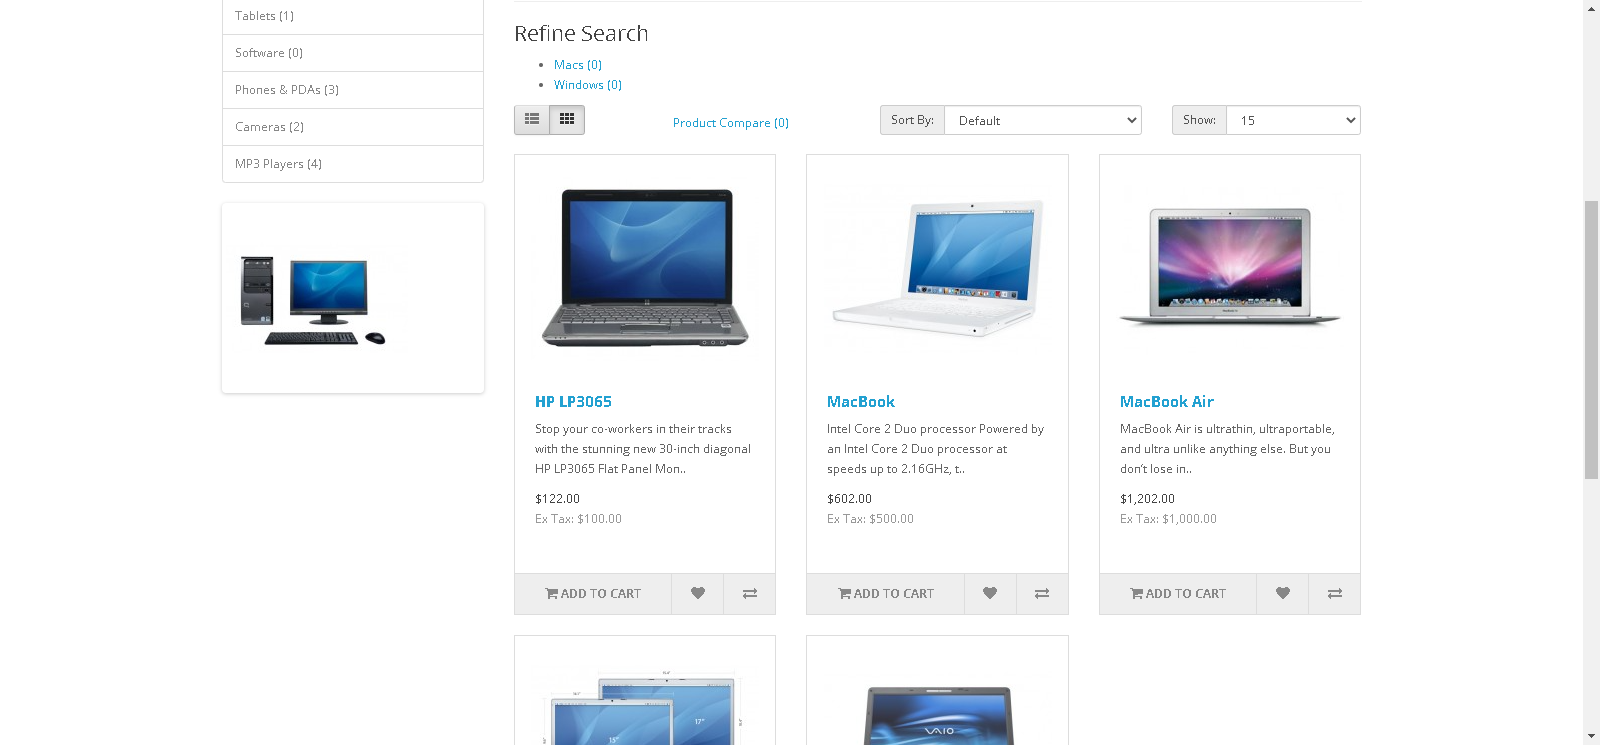 Tablets (1)
Software (0)
Phones & PDAs (3)
Cameras (2)
MP3 Players (4)
Refine Search
Macs (0)
Windows (0)
Product Compare (0)
Sort By:
Default
Show:
15
HP LP3065
Stop your co-workers in their tracks
with the stunning new 30-inch diagonal
HP LP3065 Flat Panel Mon..
$122.00
Ex Tax: $100.00
ADD TO CART
MacBook
Intel Core 2 Duo processor Powered by
an Intel Core 2 Duo processor at
speeds up to 2.16GHz, t..
$602.00
Ex Tax: $500.00
ADD TO CART
MacBook Air
MacBook Air is ultrathin, ultraportable,
and ultra unlike anything else. But you
don’t lose in..
$1,202.00
Ex Tax: $1,000.00
ADD TO CART
17"
15"
VAIO